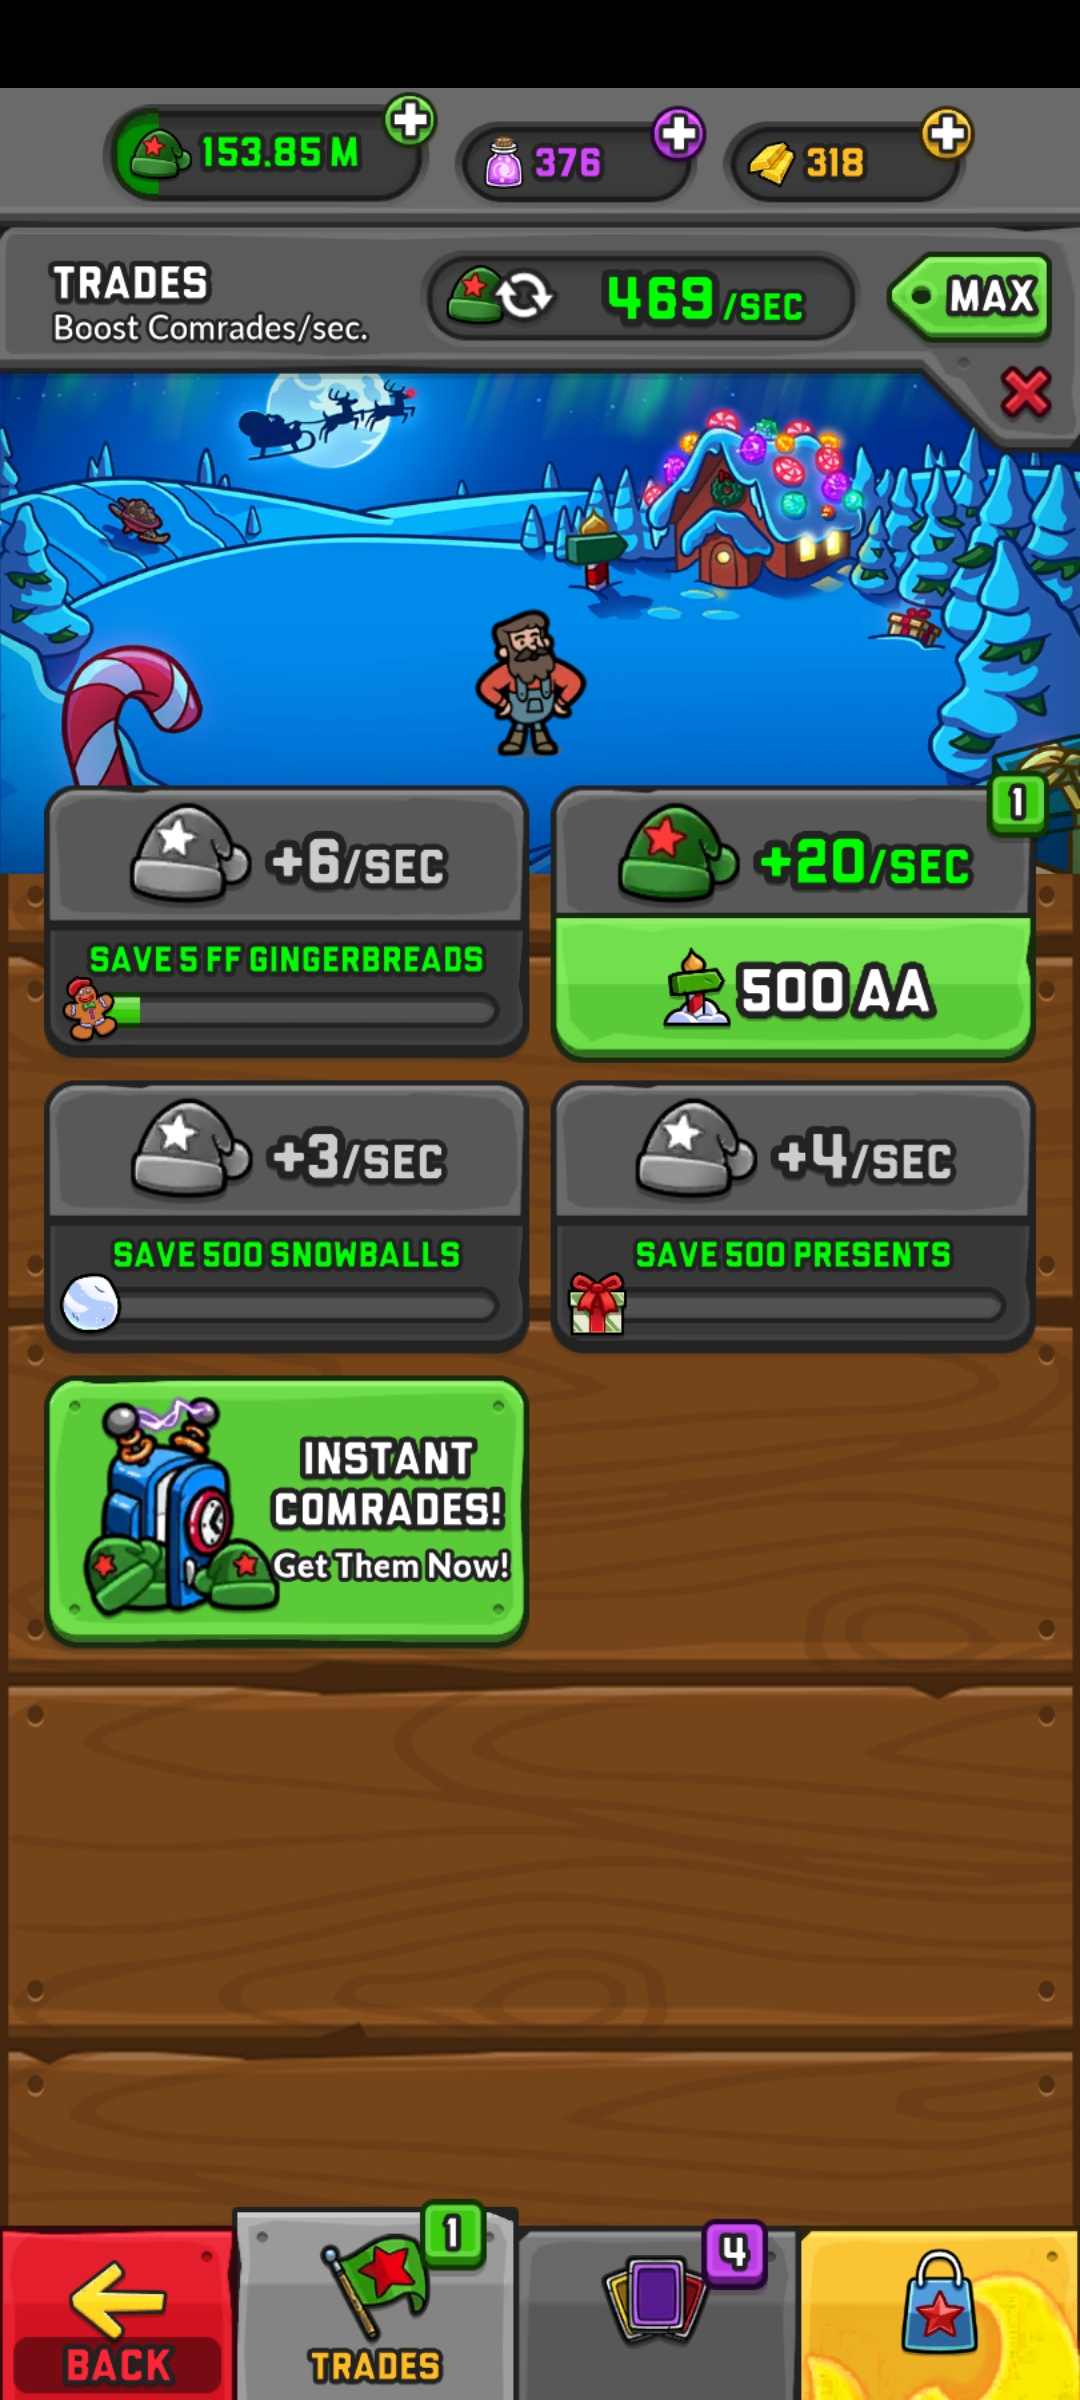 153.85 M
376
318
TRADES
Boost Comrades/sec.
469 /SEC
MAX
+6/SEC
SAVE 5 FF GINGERBREADS
1
+20/SEC
500 AA
+3/SEC
SAVE 500 SNOWBALLS
+4/SEC
SAVE 500 PRESENTS
INSTANT
COMRADES!
Get Them Now!
BACK
1
TRADES
4